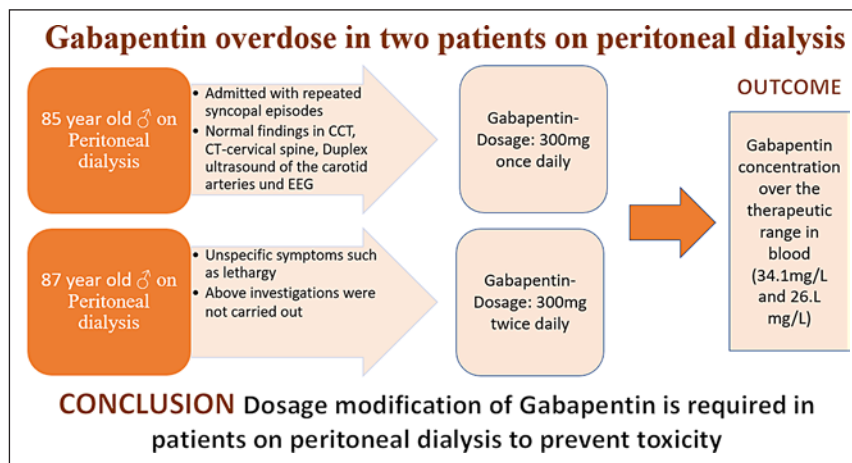 Gabapentin overdose in two patients on peritoneal dialysis
85 year old ♂ on
Peritoneal
dialysis
• Admitted with repeated
syncopal episodes
• Normal findings in CCT,
CT-cervical spine, Duplex
ultrasound of the carotid
arteries und EEG
Gabapentin-
Dosage: 300mg
once daily
87 year old ♂ on
Peritoneal
dialysis
• Unspecific symptoms such
as lethargy
• Above investigations were
not carried out
Gabapentin-
Dosage: 300mg
twice daily
OUTCOME
Gabapentin
concentration
over the
therapeutic
range in
blood
(34.1mg/L
and 26.L
mg/L)
CONCLUSION Dosage modification of Gabapentin is required in
patients on peritoneal dialysis to prevent toxicity